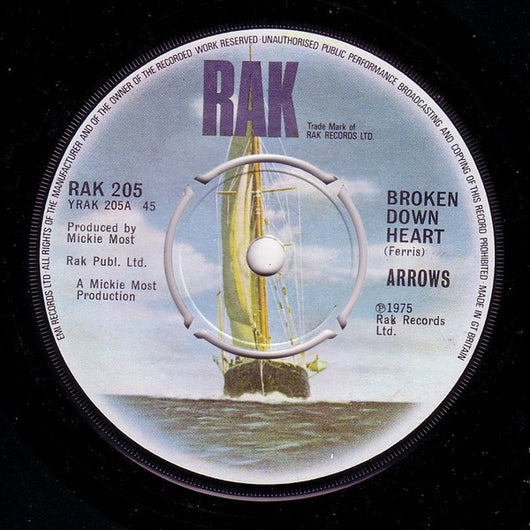 EMI RECORDS LTD ALL RIGHTS OF THE MANUFACTURER AND OF THE OWNER OF THE RECORDED WORK RESERVED·UNAUTHORISED PUBLIC PERFORMANCE BROADCASTING AND COPYING OF THIS RECORD PROHIBITED. MADE IN GT BRITAIN
RAK
Trade Mark of
RAK RECORDS LTD.
RAK 205
YRAK 205A 45
Produced by
Mickie Most
Rak Publ. Ltd.
A Mickie Most
Production
BROKEN
DOWN
HEART
(Ferris)
ARROWS
℗1975
Rak Records
Ltd.